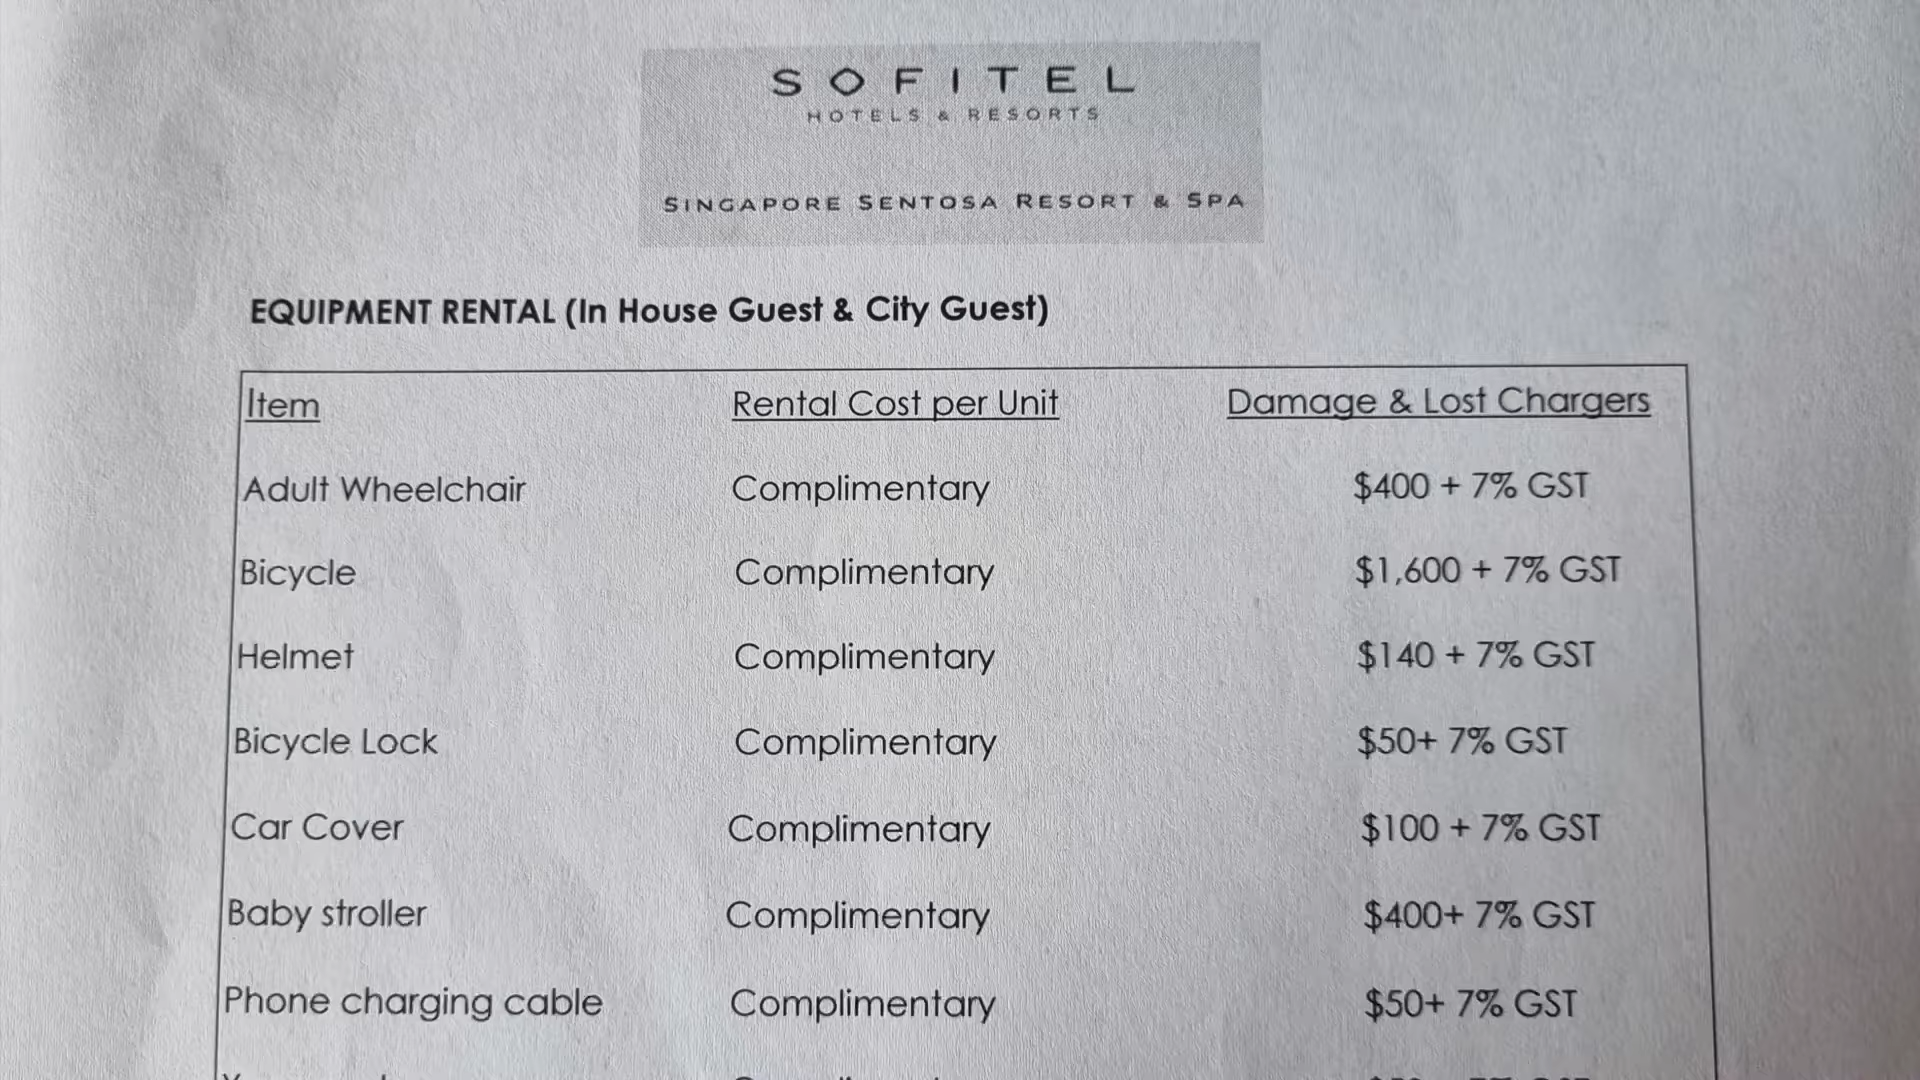 SOFITEL
HOTELS & RESORTS
SINGAPORE SENTOSA RESORT & SPA
EQUIPMENT RENTAL (In House Guest & City Guest)
Item Rental Cost per Unit Damage & Lost Chargers
Adult Wheelchair Complimentary $400 + 7% GST
Bicycle Complimentary $1,600 + 7% GST
Helmet Complimentary $140 + 7% GST
Bicycle Lock Complimentary $50+ 7% GST
Car Cover Complimentary $100 + 7% GST
Baby stroller Complimentary $400+ 7% GST
Phone charging cable Complimentary $50+ 7% GST